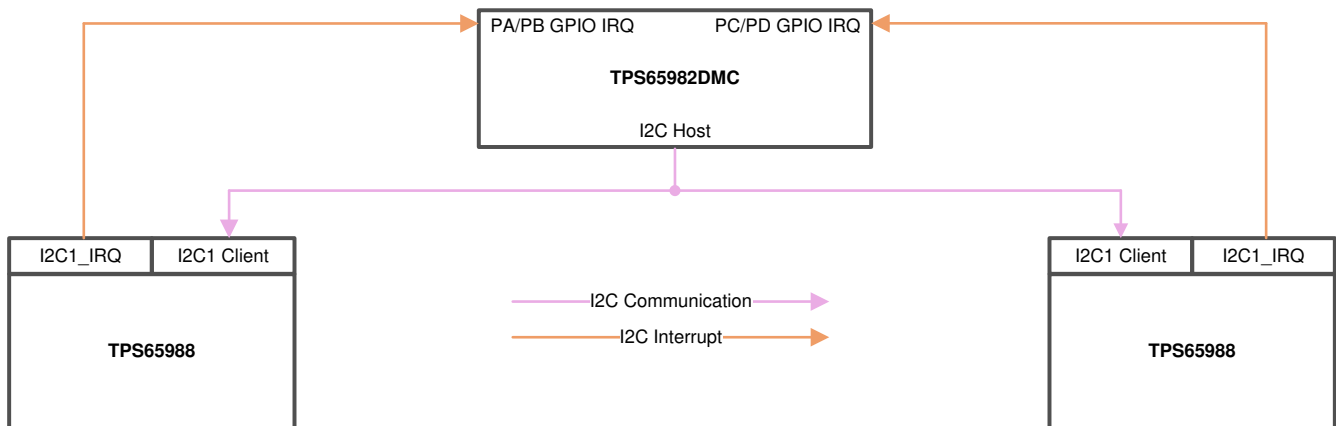 PA/PB GPIO IRQ PC/PD GPIO IRQ
TPS65982DMC
I2C Host
I2C1_IRQ I2C1 Client I2C1 Client I2C1_IRQ
I2C Communication
I2C Interrupt
TPS65988 TPS65988